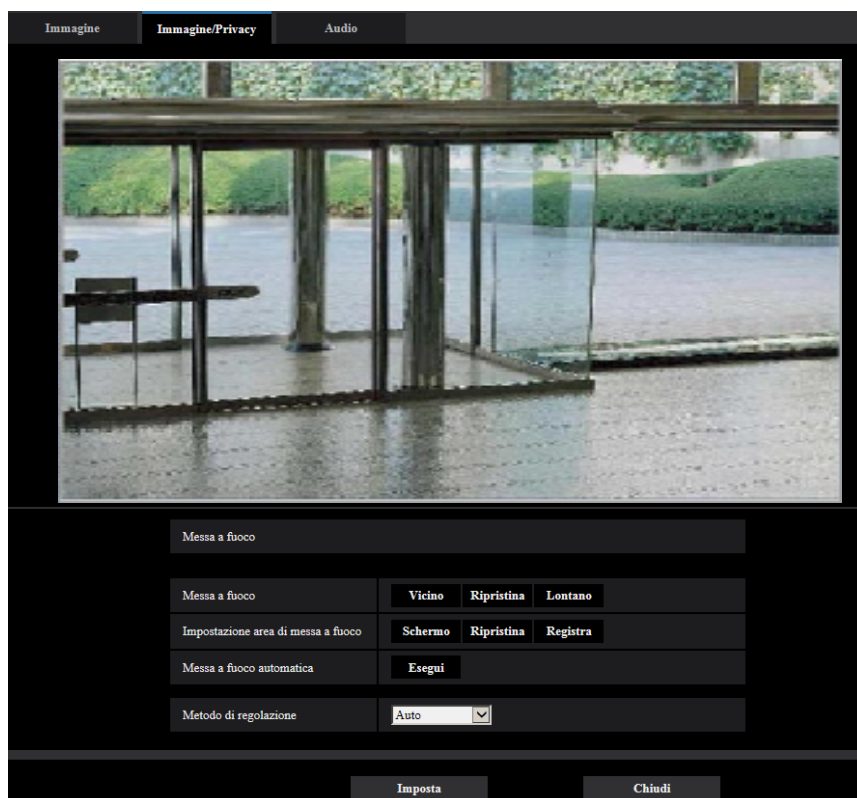 Immagine Immagine/Privacy Audio
Messa a fuoco
Messa a fuoco Vicino Ripristina Lontano
Impostazione area di messa a fuoco Schermo Ripristina Registra
Messa a fuoco automatica Esegui
Metodo di regolazione Auto
Imposta Chiudi